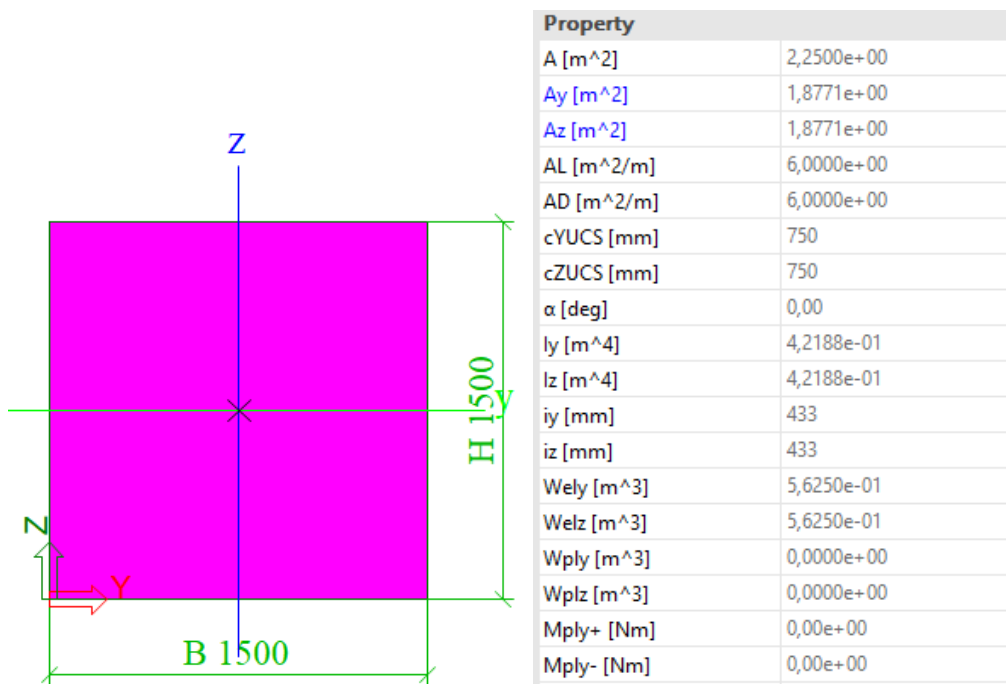 Z
y
H 1500
Z
Y
B 1500
Property
A [m^2] 2,2500e+00
Ay [m^2] 1,8771e+00
Az [m^2] 1,8771e+00
AL [m^2/m] 6,0000e+00
AD [m^2/m] 6,0000e+00
cYUCS [mm] 750
cZUCS [mm] 750
α [deg] 0,00
Iy [m^4] 4,2188e-01
Iz [m^4] 4,2188e-01
iy [mm] 433
iz [mm] 433
Wely [m^3] 5,6250e-01
Welz [m^3] 5,6250e-01
Wply [m^3] 0,0000e+00
Wplz [m^3] 0,0000e+00
Mply+ [Nm] 0,00e+00
Mply- [Nm] 0,00e+00